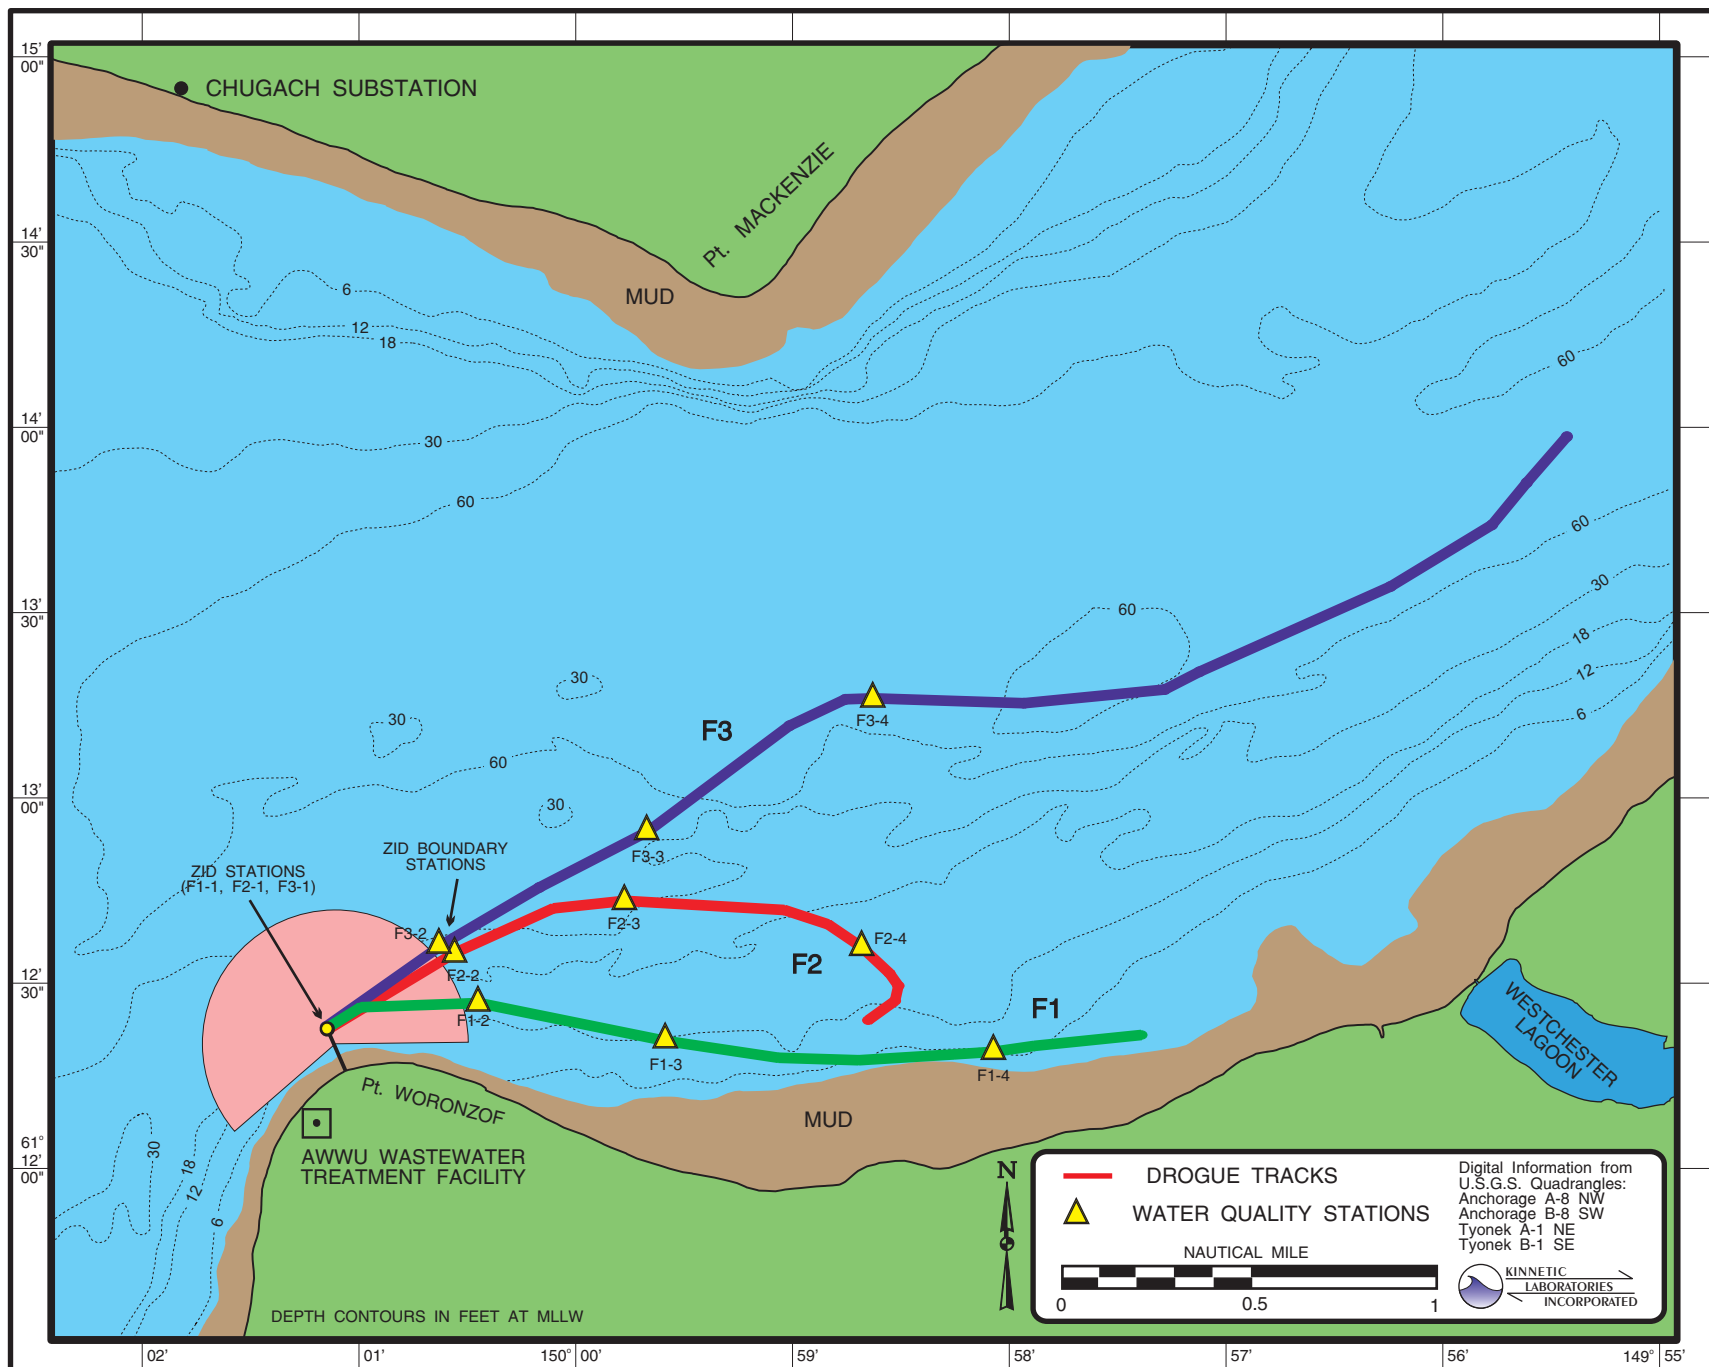 15'
00"
CHUGACH SUBSTATION
Pt. MACKENZIE
14'
30"
MUD
6
12
18
60
14'
00"
30
60
60
13'
30"
60
30
18
12
6
30
30
F3-4
F3
60
13'
00"
30
ZID BOUNDARY
STATIONS
F3-3
ZID STATIONS
(F1-1, F2-1, F3-1)
F2-3
F3-2
F2-4
F2
F2-2
12'
30"
F1-2
F1
WESTCHESTER
LAGOON
F1-3
F1-4
Pt. WORONZOF
MUD
61°
12'
00"
30
18
12
6
AWWU WASTEWATER
TREATMENT FACILITY
N
DROGUE TRACKS
WATER QUALITY STATIONS
NAUTICAL MILE
0 0.5 1
Digital Information from
U.S.G.S. Quadrangles:
Anchorage A-8 NW
Anchorage B-8 SW
Tyonek A-1 NE
Tyonek B-1 SE
KINNETIC
LABORATORIES
INCORPORATED
DEPTH CONTOURS IN FEET AT MLLW
02' 01' 150° 00' 59' 58' 57' 56' 149° 55'